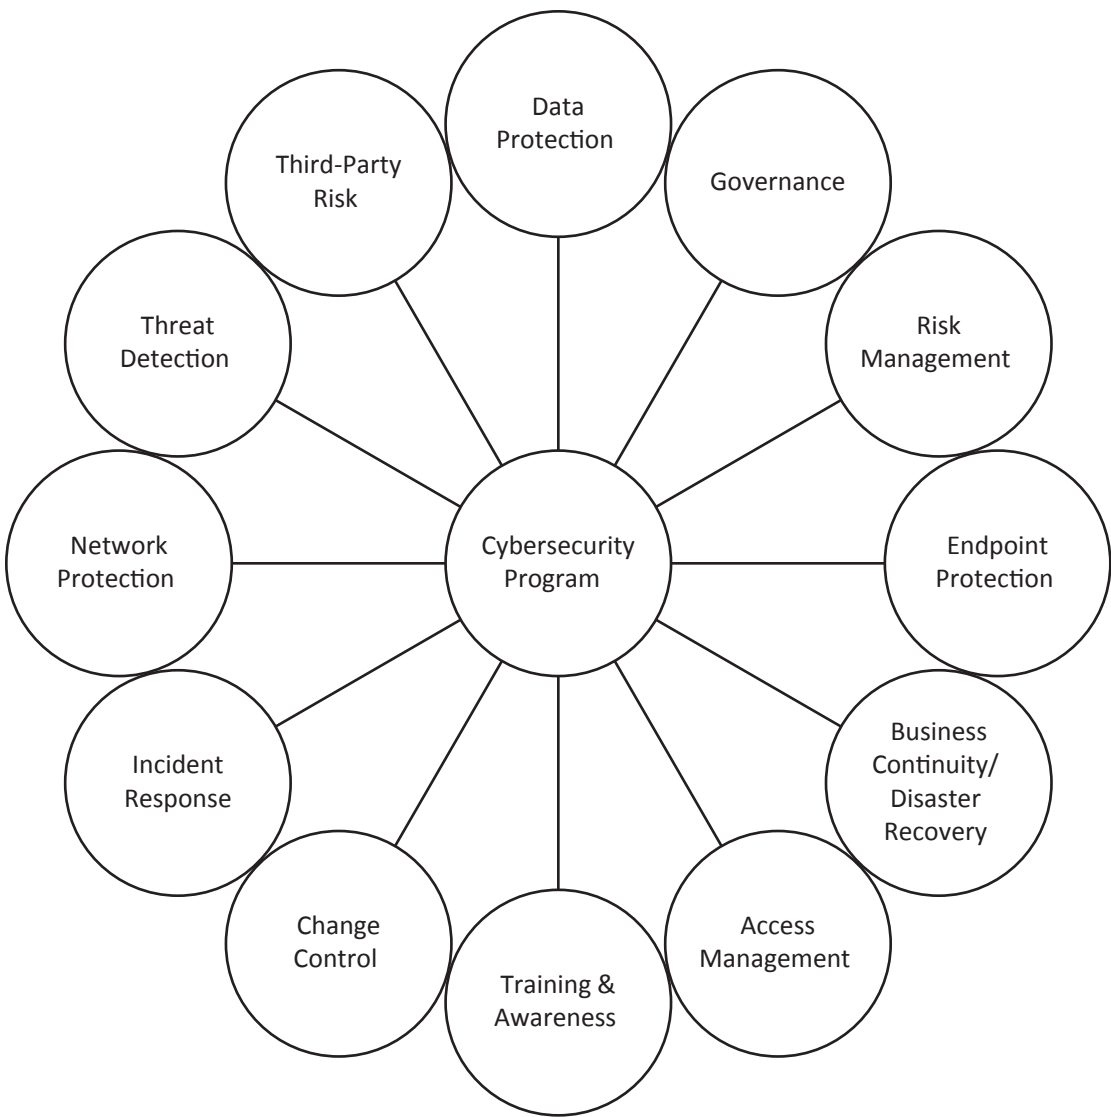 Data
Protection
Governance
Risk
Management
Endpoint
Protection
Business
Continuity/
Disaster
Recovery
Access
Management
Training &
Awareness
Change
Control
Incident
Response
Network
Protection
Threat
Detection
Third-Party
Risk
Cybersecurity
Program